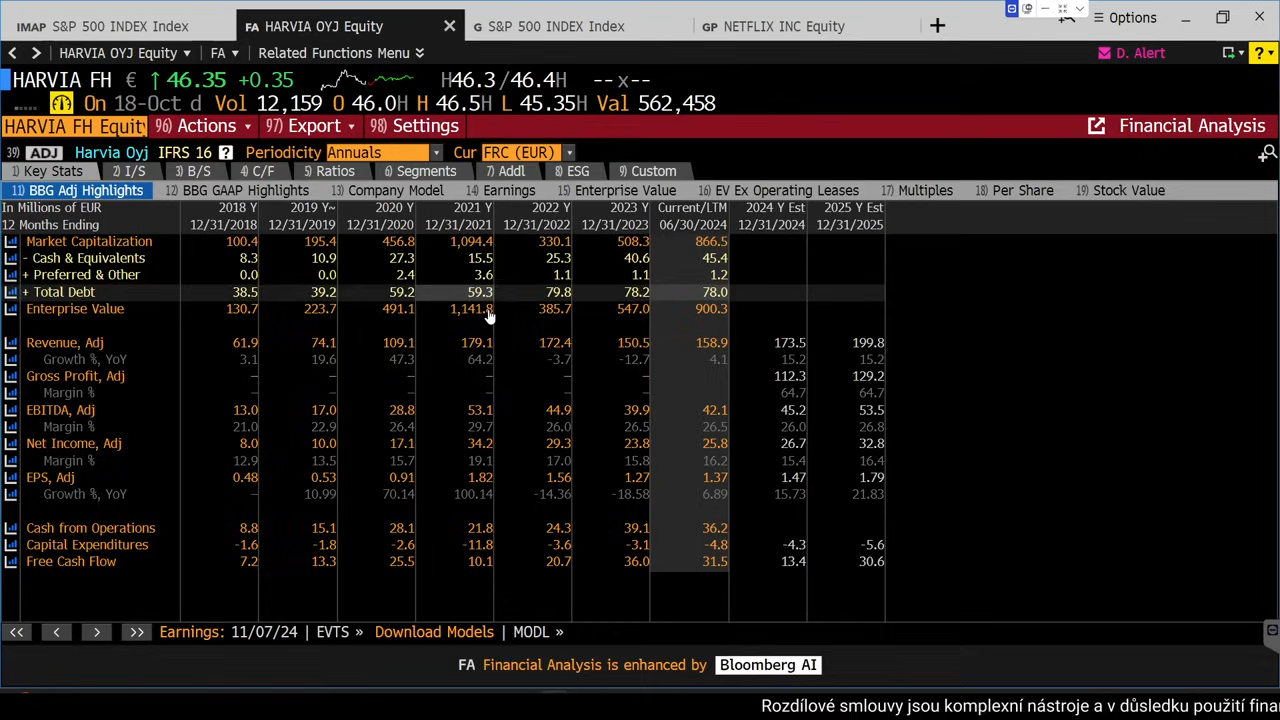 IMAP S&P 500 INDEX Index FA HARVIA OYJ Equity G S&P 500 INDEX Index GP NETFLIX INC Equity Options
HARVIA OYJ Equity FA Related Functions Menu D. Alert
HARVIA FH € ↑ 46.35 +0.35 H46.3/46.4H --x--
On 18-Oct d Vol 12,159 O 46.0H H 46.5H L 45.35H Val 562,458
HARVIA FH Equity 96) Actions 97) Export 98) Settings Financial Analysis
39) ADJ Harvia Oyj IFRS 16 ? Periodicity Annuals Cur FRC (EUR)
1) Key Stats 2) I/S 3) B/S 4) C/F 5) Ratios 6) Segments 7) Addl 8) ESG 9) Custom
11) BBG Adj Highlights 12) BBG GAAP Highlights 13) Company Model 14) Earnings 15) Enterprise Value 16) EV Ex Operating Leases 17) Multiples 18) Per Share 19) Stock Value
In Millions of EUR 2018 Y 2019 Y~ 2020 Y 2021 Y 2022 Y 2023 Y Current/LTM 2024 Y Est 2025 Y Est
12 Months Ending 12/31/2018 12/31/2019 12/31/2020 12/31/2021 12/31/2022 12/31/2023 06/30/2024 12/31/2024 12/31/2025
Market Capitalization 100.4 195.4 456.8 1,094.4 330.1 508.3 866.5
- Cash & Equivalents 8.3 10.9 27.3 15.5 25.3 40.6 45.4
+ Preferred & Other 0.0 0.0 2.4 3.6 1.1 1.1 1.2
+ Total Debt 38.5 39.2 59.2 59.3 79.8 78.2 78.0
Enterprise Value 130.7 223.7 491.1 1,141.8 385.7 547.0 900.3
Revenue, Adj 61.9 74.1 109.1 179.1 172.4 150.5 158.9 173.5 199.8
Growth %, YoY 3.1 19.6 47.3 64.2 -3.7 -12.7 4.1 15.2 15.2
Gross Profit, Adj — — — — — — — 112.3 129.2
Margin % — — — — — — — 64.7 64.7
EBITDA, Adj 13.0 17.0 28.8 53.1 44.9 39.9 42.1 45.2 53.5
Margin % 21.0 22.9 26.4 29.7 26.0 26.5 26.5 26.0 26.8
Net Income, Adj 8.0 10.0 17.1 34.2 29.3 23.8 25.8 26.7 32.8
Margin % 12.9 13.5 15.7 19.1 17.0 15.8 16.2 15.4 16.4
EPS, Adj 0.48 0.53 0.91 1.82 1.56 1.27 1.37 1.47 1.79
Growth %, YoY — 10.99 70.14 100.14 -14.36 -18.58 6.89 15.73 21.83
Cash from Operations 8.8 15.1 28.1 21.8 24.3 39.1 36.2
Capital Expenditures -1.6 -1.8 -2.6 -11.8 -3.6 -3.1 -4.8 -4.3 -5.6
Free Cash Flow 7.2 13.3 25.5 10.1 20.7 36.0 31.5 13.4 30.6
<< < > >> Earnings: 11/07/24 | EVTS » Download Models | MODL »
FA Financial Analysis is enhanced by Bloomberg AI
Rozdílové smlouvy jsou komplexní nástroje a v důsledku použití fina